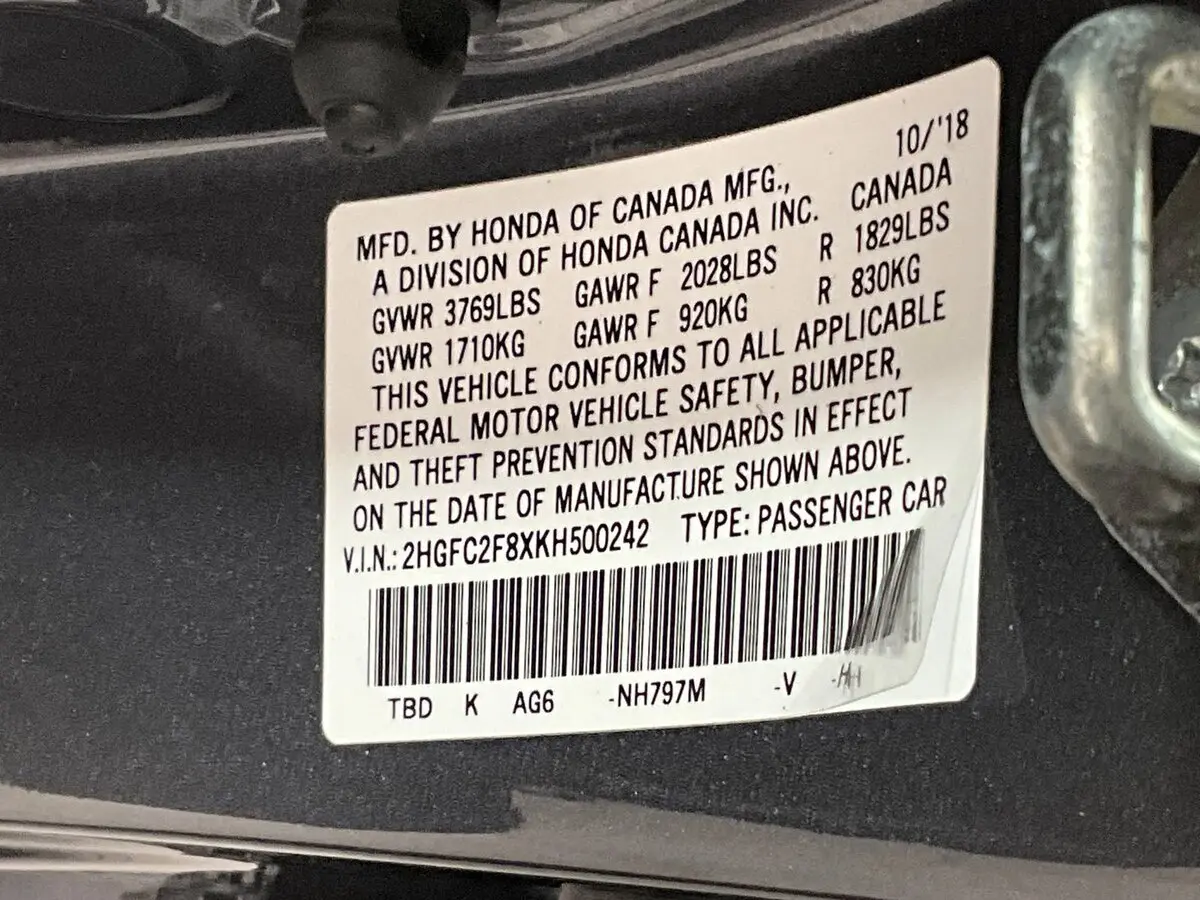 10/'18
MFD. BY HONDA OF CANADA MFG.,
A DIVISION OF HONDA CANADA INC. CANADA
GVWR 3769LBS GAWR F 2028LBS R 1829LBS
GVWR 1710KG GAWR F 920KG R 830KG
THIS VEHICLE CONFORMS TO ALL APPLICABLE
FEDERAL MOTOR VEHICLE SAFETY, BUMPER,
AND THEFT PREVENTION STANDARDS IN EFFECT
ON THE DATE OF MANUFACTURE SHOWN ABOVE.
V.I.N.: 2HGFC2F8XKH500242 TYPE: PASSENGER CAR
TBD K AG6 -NH797M -V